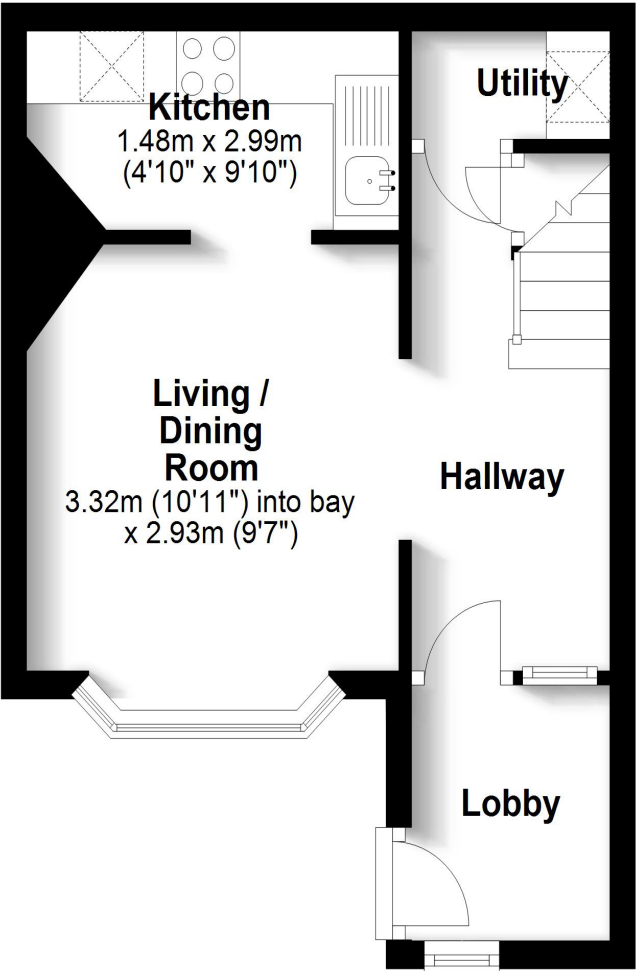 Kitchen
1.48m x 2.99m
(4'10" x 9'10")
Utility
Living /
Dining
Room
3.32m (10'11") into bay
x 2.93m (9'7")
Hallway
Lobby